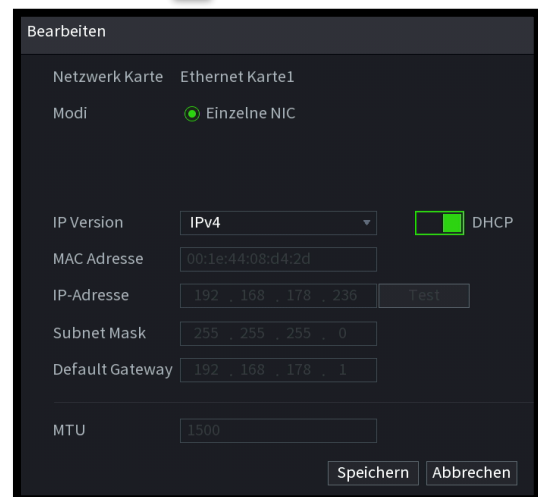 Bearbeiten
Netzwerk Karte Ethernet Karte1
Modi Einzelne NIC
IP Version IPv4 DHCP
MAC Adresse 00:1e:44:08:d4:2d
IP-Adresse 192 . 168 . 178 . 236 Test
Subnet Mask 255 . 255 . 255 . 0
Default Gateway 192 . 168 . 178 . 1
MTU 1500
Speichern Abbrechen